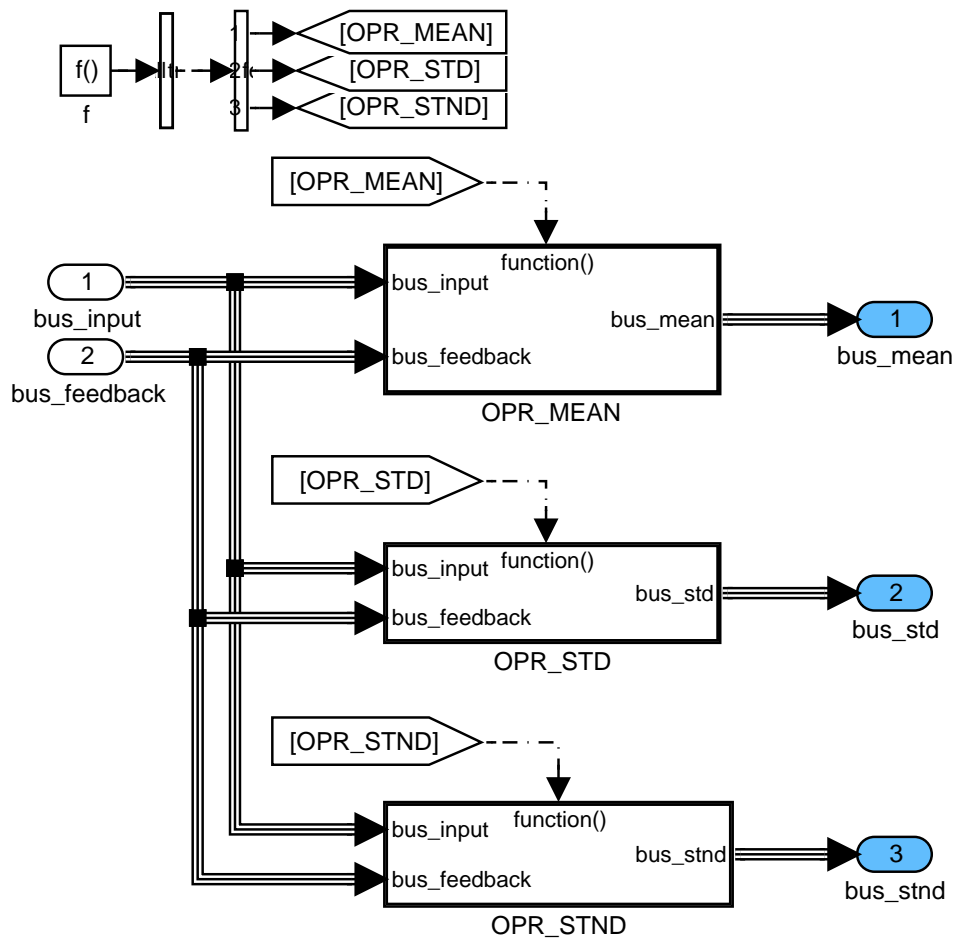 1
[OPR_MEAN]
f()
2
[OPR_STD]
3
[OPR_STND]
f
[OPR_MEAN]
function()
1
bus_input
bus_input
bus_mean
1
bus_mean
2
bus_feedback
bus_feedback
OPR_MEAN
[OPR_STD]
function()
bus_input
bus_std
2
bus_feedback
bus_std
OPR_STD
[OPR_STND]
function()
bus_input
bus_stnd
3
bus_feedback
bus_stnd
OPR_STND